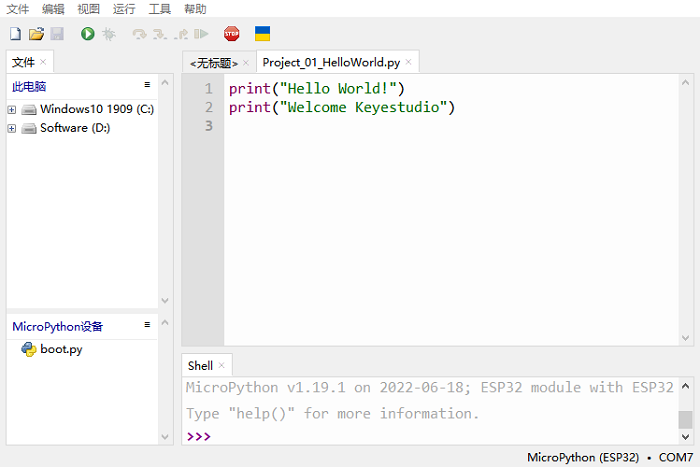 文件 编辑 视图 运行 工具 帮助
STOP
文件
此电脑
Windows10 1909 (C:)
Software (D:)
MicroPython设备
boot.py
<无标题> Project_01_HelloWorld.py
1 print("Hello World!")
2 print("Welcome Keyestudio")
3
Shell
MicroPython v1.19.1 on 2022-06-18; ESP32 module with ESP32
Type "help()" for more information.
>>>
MicroPython (ESP32) • COM7